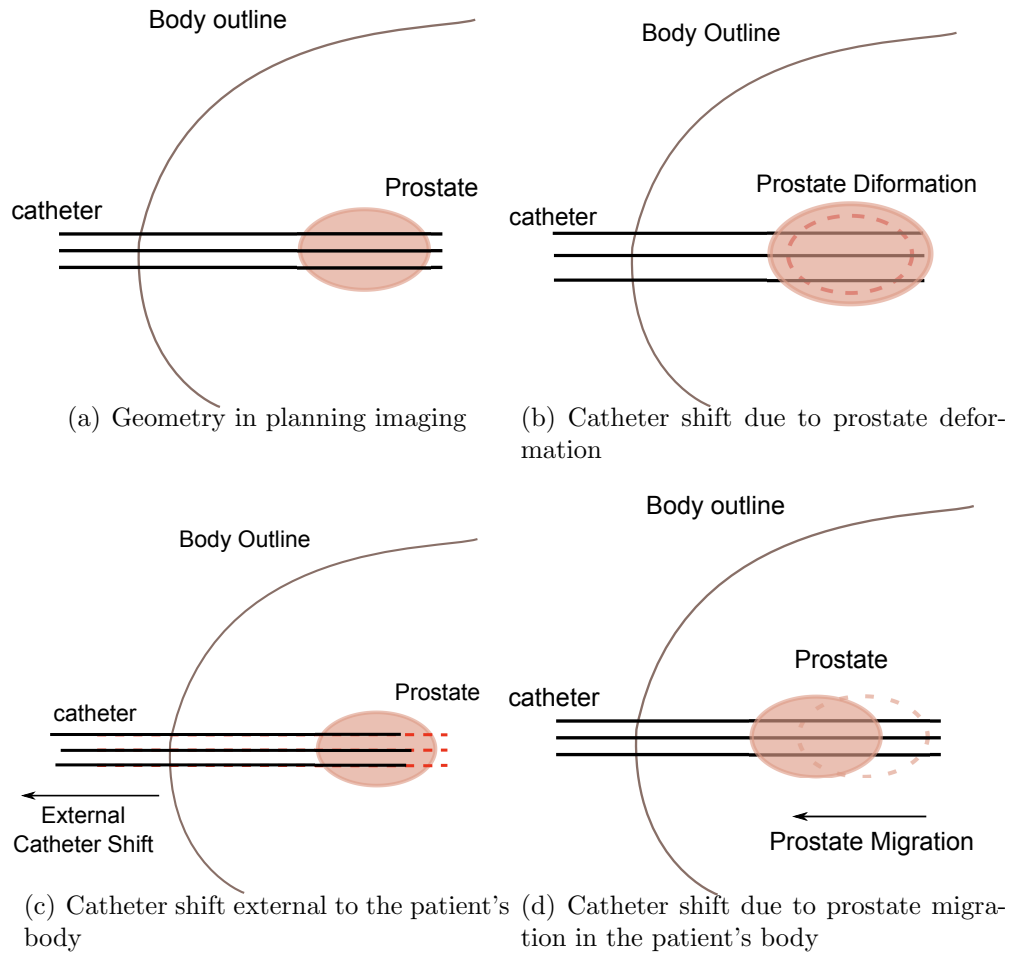 Body outline
Prostate
catheter
(a) Geometry in planning imaging
Body Outline
Prostate Diformation
catheter
(b) Catheter shift due to prostate defor-
mation
Body Outline
Prostate
catheter
External
Catheter Shift
(c) Catheter shift external to the patient's
body
Body outline
Prostate
catheter
Prostate Migration
(d) Catheter shift due to prostate migra-
tion in the patient's body